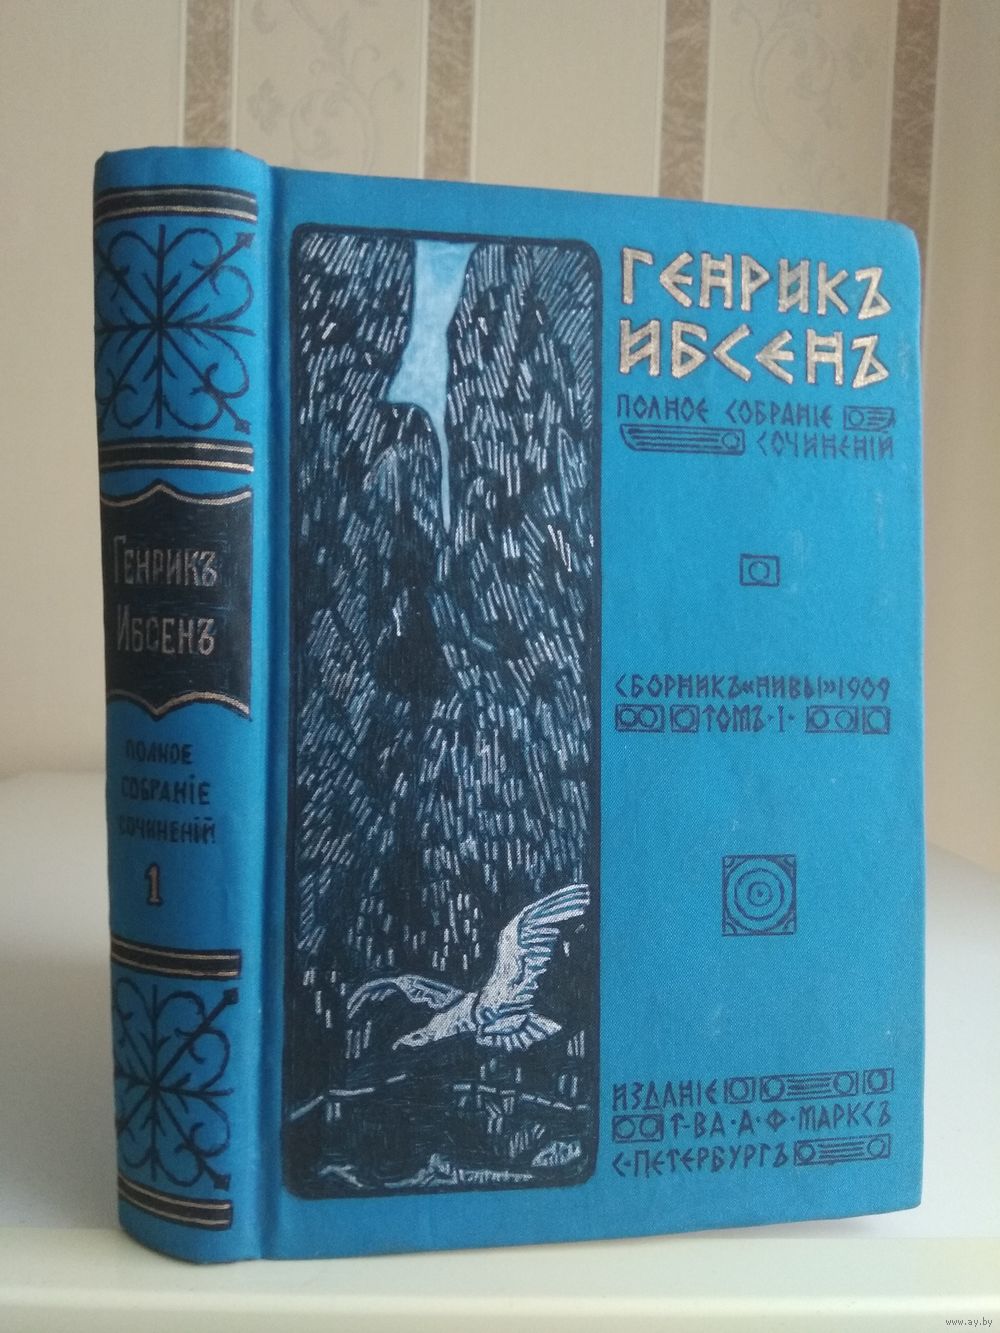 ГЕНРИКЪ
ИБСЕНЪ
ПОЛНОЕ СОБРАНІЕ
СОЧИНЕНІЙ
СБОРНИКЪ «НИВЫ» 1909
ТОМЪ · I ·
ИЗДАНІЕ
Т-ВА · А · Ф · МАРКСЪ
С-ПЕТЕРБУРГЪ
ГЕНРИКЪ
ИБСЕНЪ
ПОЛНОЕ
СОБРАНІЕ
СОЧИНЕНІЙ
1
www.ay.by